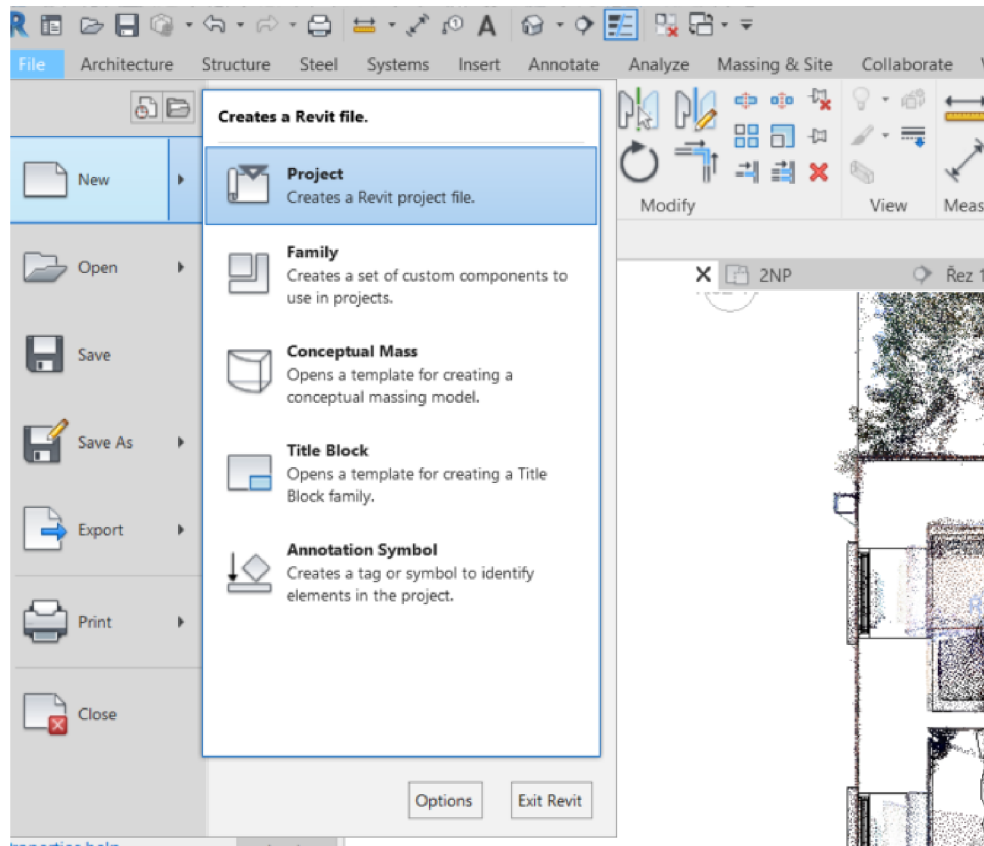 File Architecture Structure Steel Systems Insert Annotate Analyze Massing & Site Collaborate
Creates a Revit file.
New
Project
Creates a Revit project file.
Modify
View
Open
Family
Creates a set of custom components to
use in projects.
2NP
Řez 1
Save
Conceptual Mass
Opens a template for creating a
conceptual massing model.
Save As
Title Block
Opens a template for creating a Title
Block family.
Export
Annotation Symbol
Creates a tag or symbol to identify
elements in the project.
Print
Close
Options
Exit Revit